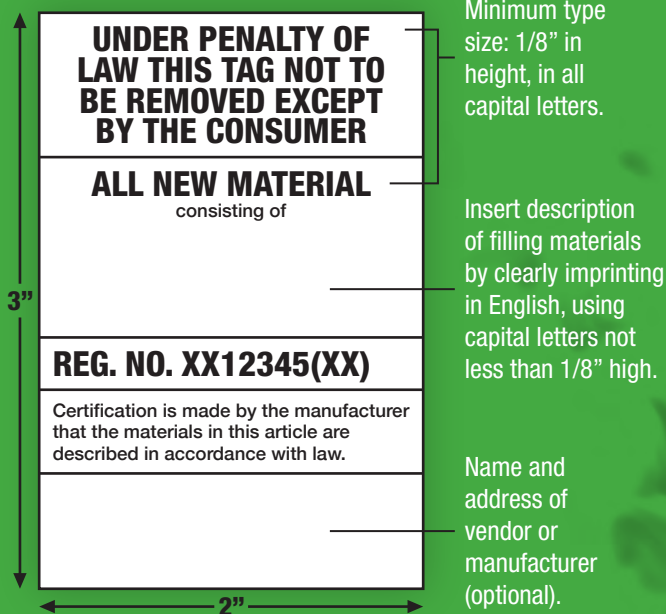 UNDER PENALTY OF
LAW THIS TAG NOT TO
BE REMOVED EXCEPT
BY THE CONSUMER
ALL NEW MATERIAL
consisting of
REG. NO. XX12345(XX)
Certification is made by the manufacturer
that the materials in this article are
described in accordance with law.
3”
2”
Minimum type
size: 1/8” in
height, in all
capital letters.
Insert description
of filling materials
by clearly imprinting
in English, using
capital letters not
less than 1/8” high.
Name and
address of
vendor or
manufacturer
(optional).